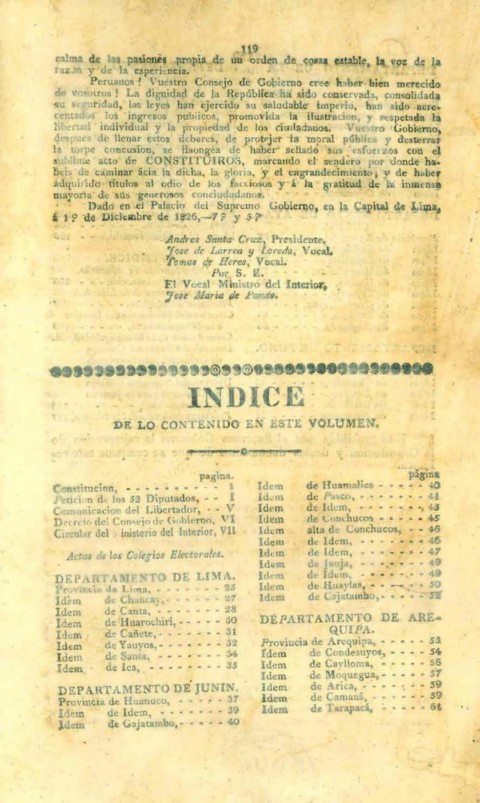 119
calma de las pasiones propia de un orden de cosas estable, la voz de la
razon y de la esperiencia.
Peruanos! Vuestro Consejo de Gobierno cree haber bien merecido
de vosotros! La dignidad de la República ha sido conservada, consolidada
su seguridad, las leyes han ejercido su saludable imperio, han sido acre-
centados los ingresos publicos, promovida la ilustracion, y respetada la
libertad individual y la propiedad de los ciudadanos. Vuestro Gobierno,
despues de llenar estos deberes, de protejer la moral pública y desterrar
la torpe concusion, se lisongea de haber sellado sus esfuerzos con el
sublime acto de CONSTITUIROS, marcando el sendero por donde ha-
bais de caminar ácia la dicha, la gloria, y el engrandecimiento, y de haber
adquirido títulos al odio de los facciosos y á la gratitud de la inmensa
mayoria de sus generosos conciudadanos.
Dado en el Palacio del Supremo Gobierno, en la Capital de Lima,
á 1? de Diciembre de 1826,—7? y 5?
Andres Santa Cruz, Presidente,
Jose de Larrea y Loredo, Vocal,
Tomas de Heres, Vocal.
Por S. E.
El Vocal Ministro del Interior,
Jose Maria de Pando.
INDICE
DE LO CONTENIDO EN ESTE VOLUMEN.
pagina.
Constitucion, - - - - - - - - 1
Peticion de los 52 Diputados, - - I
Comunicacion del Libertador, - - V
Decreto del Consejo de Gobierno, VI
Circular del inisterio del Interior, VII
Actas de los Colegios Electorales.
DEPARTAMENTO DE LIMA.
Provincia de Lima, - - - - - - 25
Idem de Chancay, - - - - - - 27
Idem de Canta, - - - - - - - 28
Idem de Huarochirí, - - - - - 30
Idem de Cañete, - - - - - - - 31
Idem de Yauyos, - - - - - - - 32
Idem de Santa, - - - - - - - 34
Idem de Ica, - - - - - - - - 35
DEPARTAMENTO DE JUNIN.
Provincia de Huanuco, - - - - - 37
Idem de Idem, - - - - - - - 39
Idem de Gajatambo, - - - - - 40
página
Idem de Huamalies - - - - - 40
Idem de Pasco, - - - - - - - 41
Idem de Idem, - - - - - - - 43
Idem de Conchucos - - - - - 45
Idem alta de Conchucos, - - - - 46
Idem de Idem, - - - - - - - 46
Idem de Idem, - - - - - - - 47
Idem de Jauja, - - - - - - - 49
Idem de Idem, - - - - - - - 49
Idem de Huaylas, - - - - - - 50
Idem de Cajatambo, - - - - - 52
DEPARTAMENTO DE ARE-
QUIPA.
Provincia de Arequipa, - - - - - 53
Idem de Condesuyos, - - - - - 54
Idem de Caylloma, - - - - - - 56
Idem de Moquegua, - - - - - 57
Idem de Arica, - - - - - - - 59
Idem de Camaná, - - - - - - 59
Idem de Tarapacá, - - - - - - 61